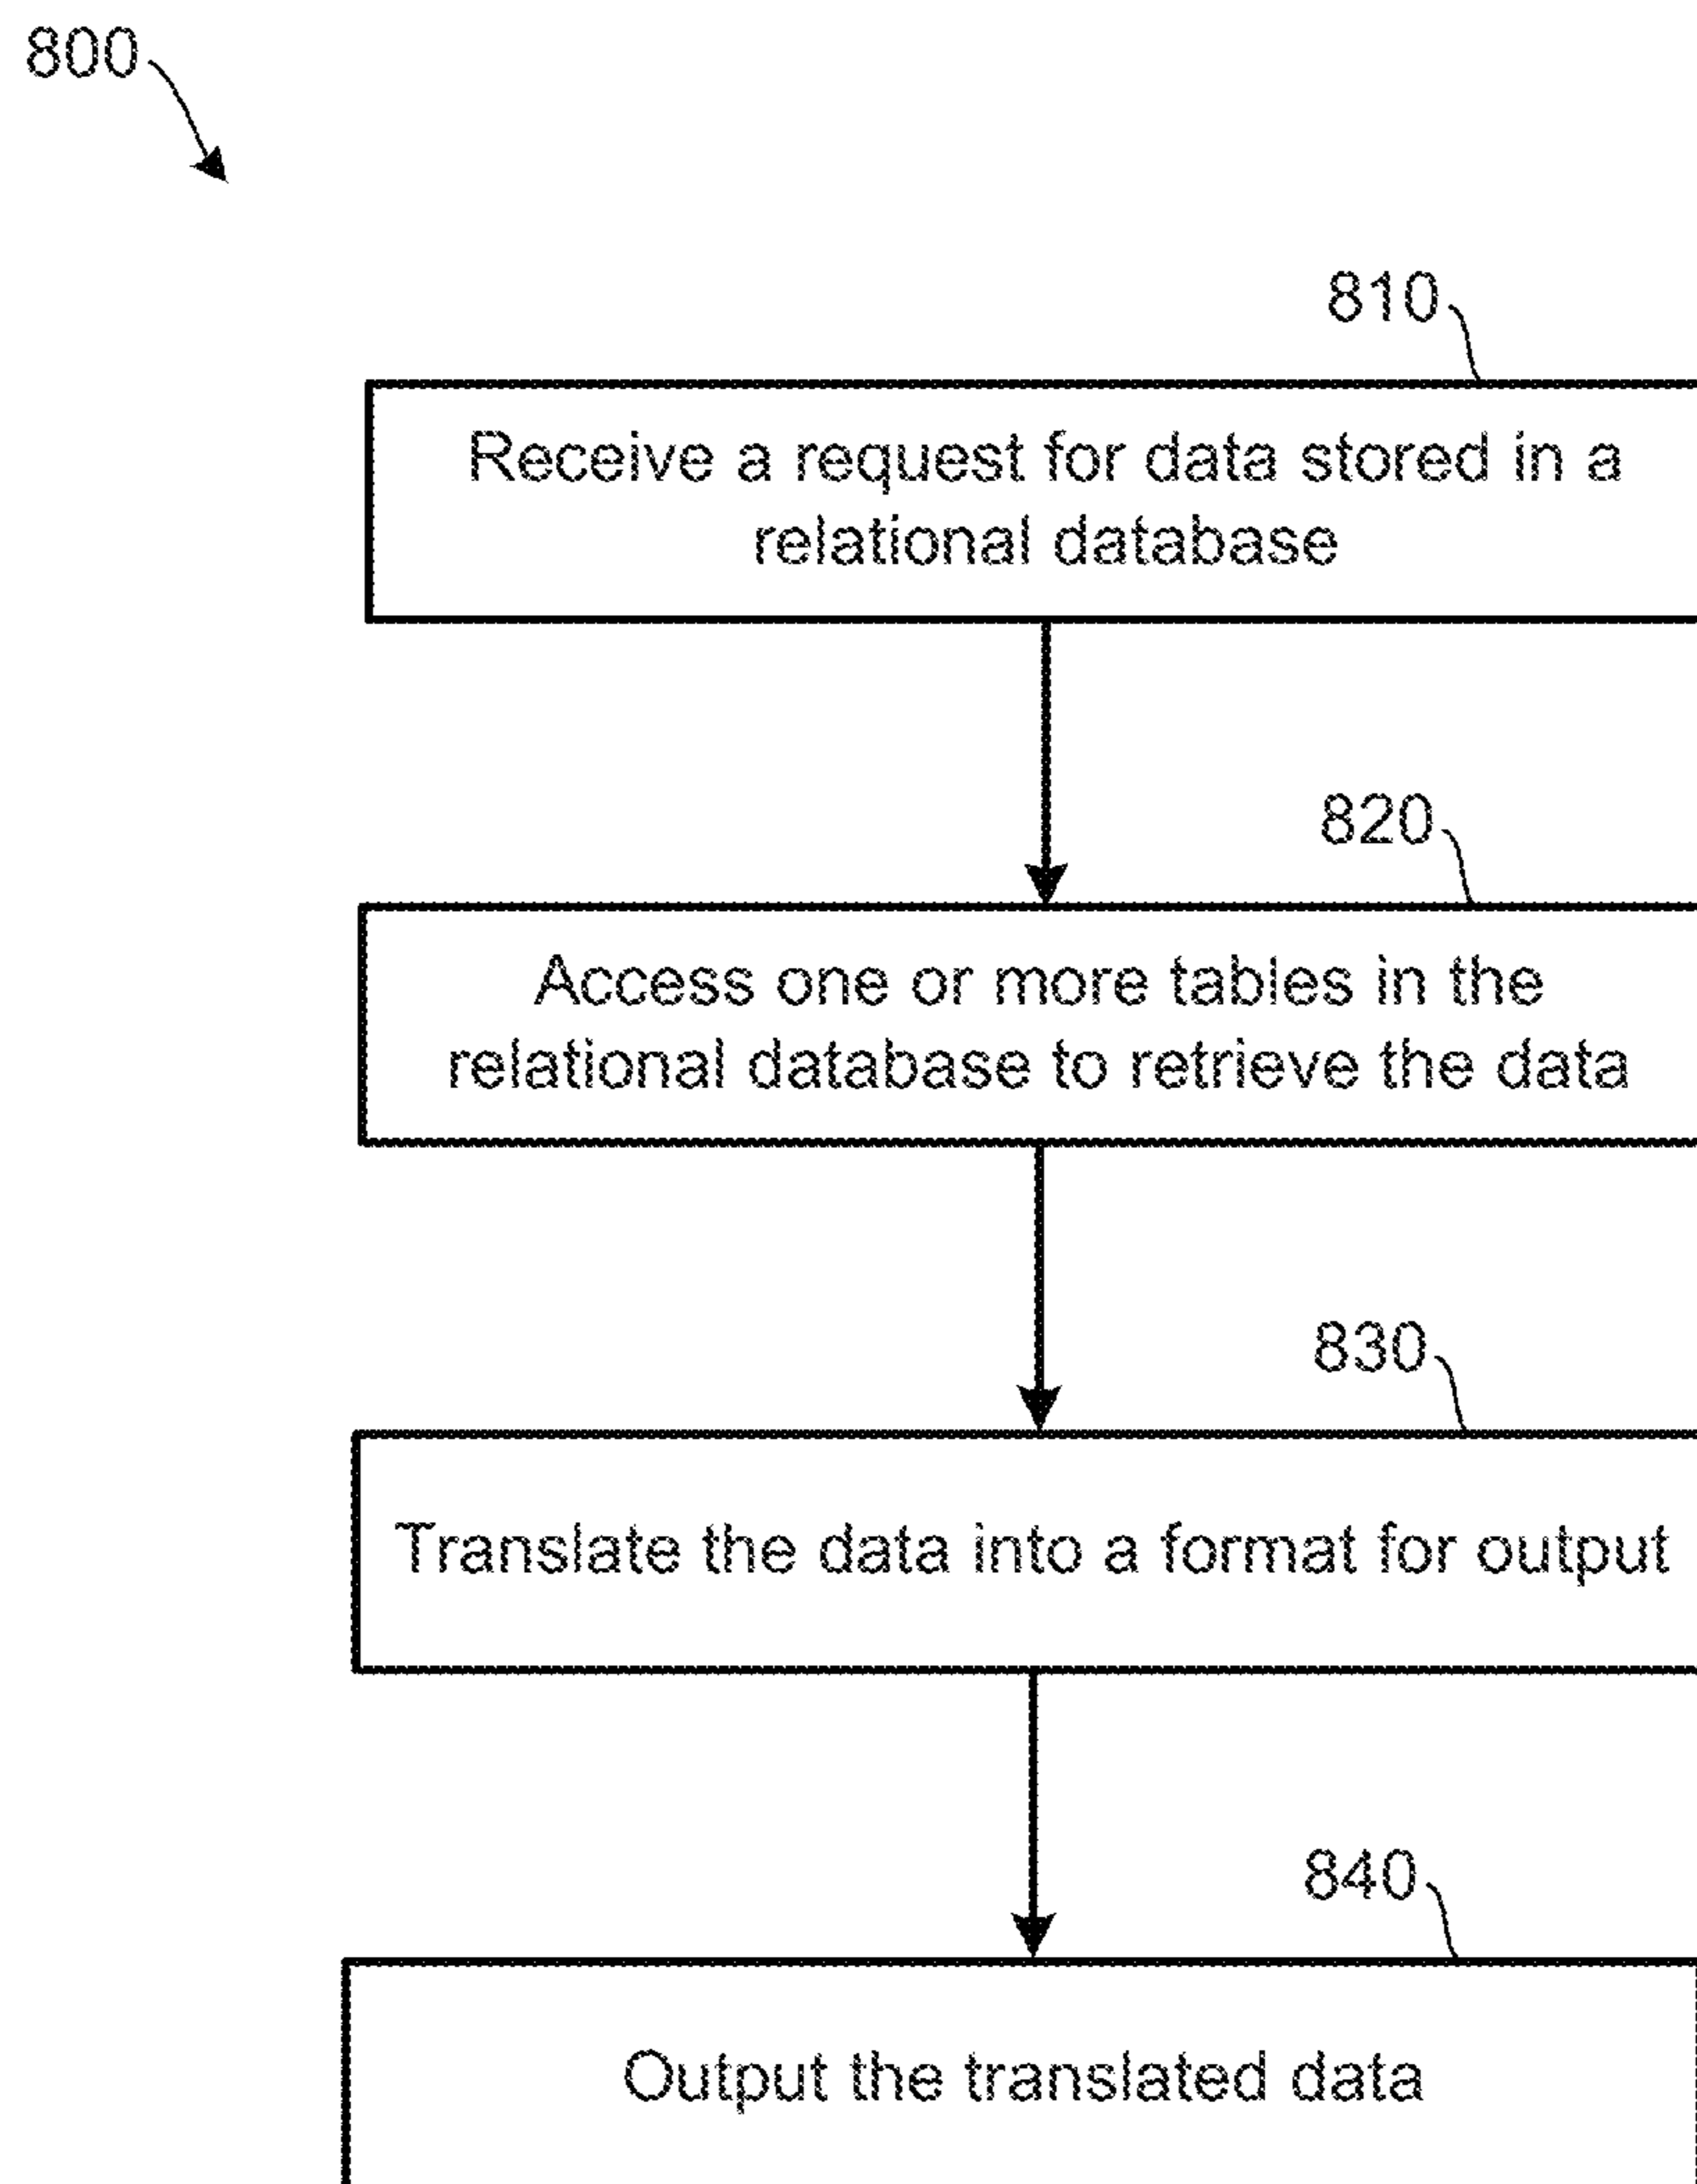 800
810
Receive a request for data stored in a
relational database
820
Access one or more tables in the
relational database to retrieve the data
830
Translate the data into a format for output
840
Output the translated data